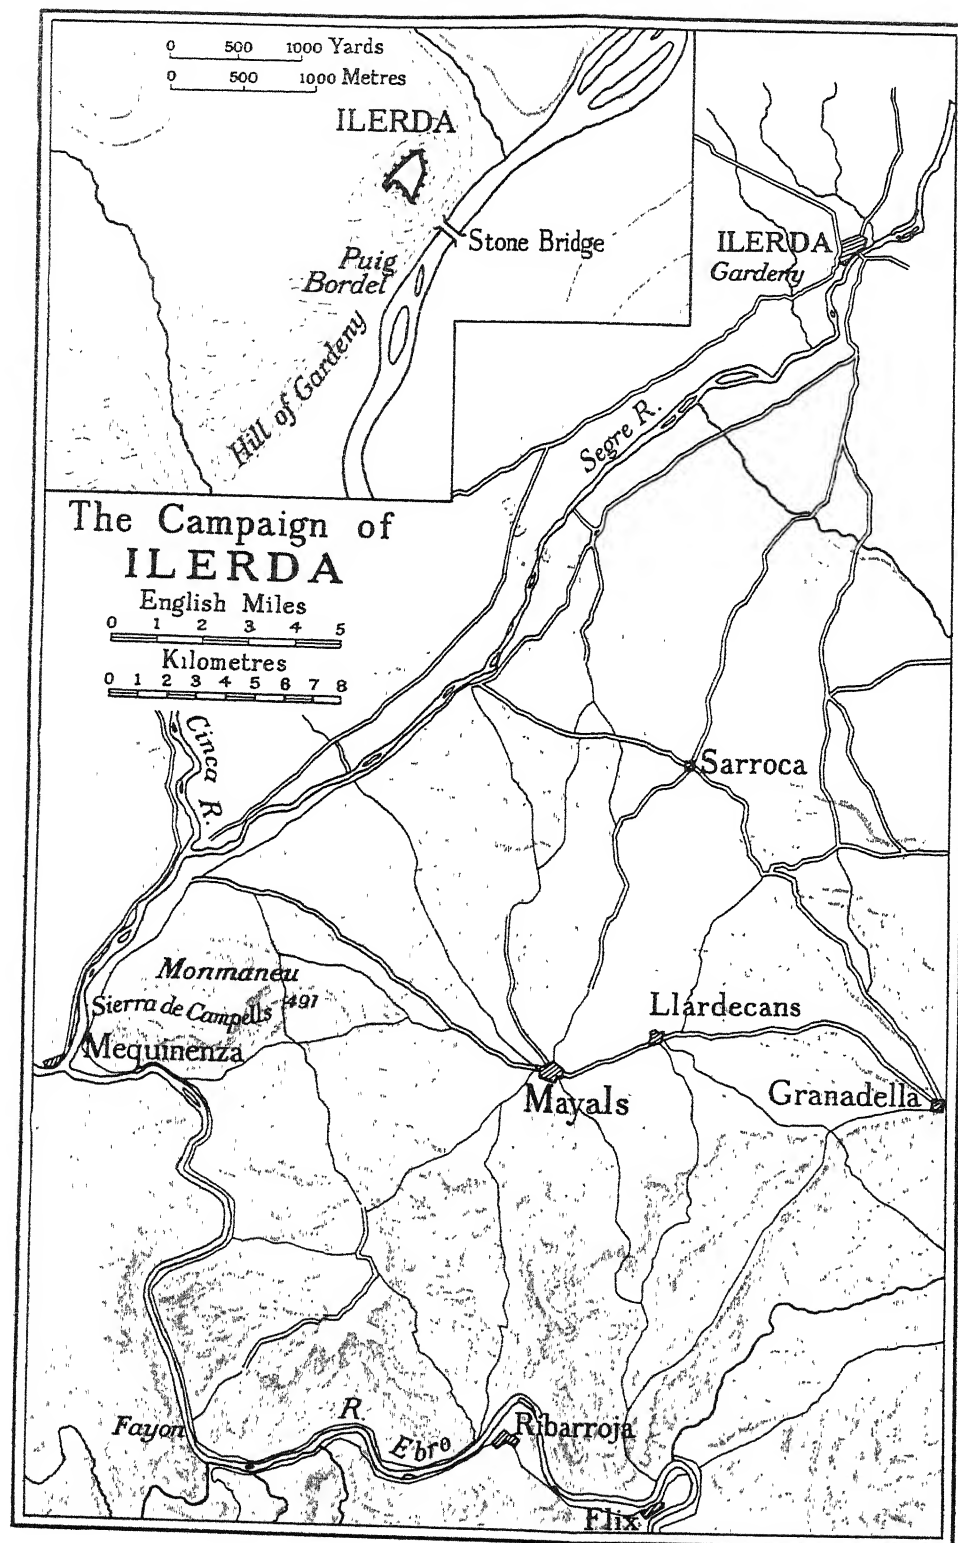 0 500 1000 Yards
0 500 1000 Metres
ILERDA
Stone Bridge
Puig
Bordel
Hill of Gardeny
ILERDA
Gardeny
Segre R.
The Campaign of
ILERDA
English Miles
0 1 2 3 4 5
Kilometres
0 1 2 3 4 5 6 7 8
Cinca R.
Sarroca
Monmaneu
491
Sierra de Campells
Mequinenza
Llardecans
Mayals
Granadella
Fayon
R. Ebro
Ribarroja
Flix